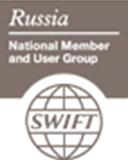 Russia
National Member
and User Group
SWIFT